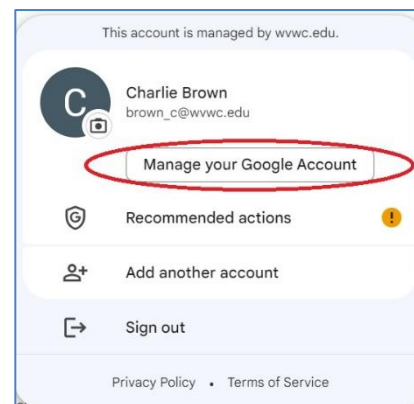 This account is managed by wvwc.edu.
C
Charlie Brown
brown_c@wvwc.edu
Manage your Google Account
G
Recommended actions
!
Add another account
Sign out
Privacy Policy • Terms of Service